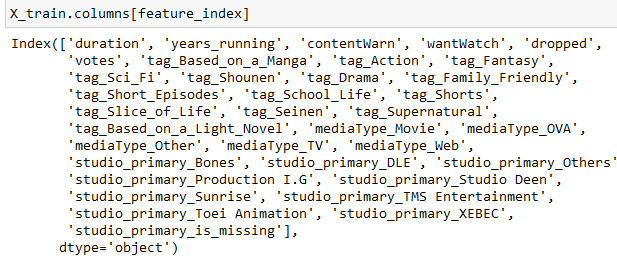 X_train.columns[feature_index]
Index(['duration', 'years_running', 'contentWarn', 'wantWatch', 'dropped',
'votes', 'tag_Based_on_a_Manga', 'tag_Action', 'tag_Fantasy',
'tag_Sci_Fi', 'tag_Shounen', 'tag_Drama', 'tag_Family_Friendly',
'tag_Short_Episodes', 'tag_School_Life', 'tag_Shorts',
'tag_Slice_of_Life', 'tag_Seinen', 'tag_Supernatural',
'tag_Based_on_a_Light_Novel', 'mediaType_Movie', 'mediaType_OVA',
'mediaType_Other', 'mediaType_TV', 'mediaType_Web',
'studio_primary_Bones', 'studio_primary_DLE', 'studio_primary_Others'
'studio_primary_Production I.G', 'studio_primary_Studio Deen',
'studio_primary_Sunrise', 'studio_primary_TMS Entertainment',
'studio_primary_Toei Animation', 'studio_primary_XEBEC',
'studio_primary_is_missing'],
dtype='object')